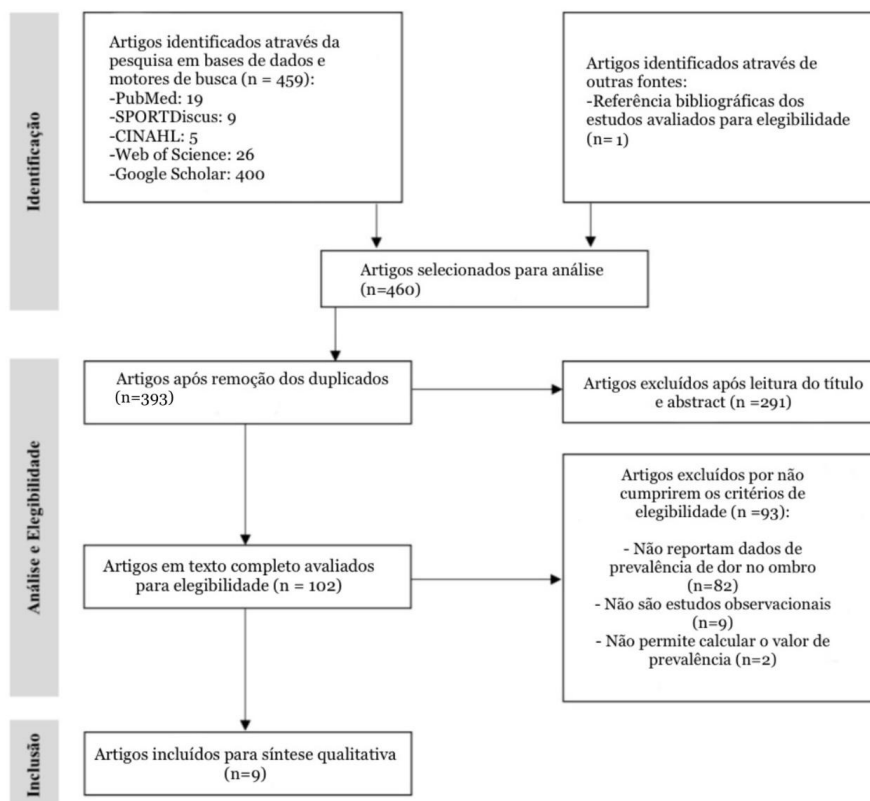 Identificação
Artigos identificados através da
pesquisa em bases de dados e
motores de busca (n = 459):
-PubMed: 19
-SPORTDiscus: 9
-CINAHL: 5
-Web of Science: 26
-Google Scholar: 400
Artigos identificados através de
outras fontes:
-Referência bibliográficas dos
estudos avaliados para elegibilidade
(n= 1)
Artigos selecionados para análise
(n=460)
Análise e Elegibilidade
Artigos após remoção dos duplicados
(n=393)
Artigos excluídos após leitura do título
e abstract (n =291)
Artigos em texto completo avaliados
para elegibilidade (n = 102)
Artigos excluídos por não
cumprirem os critérios de
elegibilidade (n =93):
- Não reportam dados de
prevalência de dor no ombro
(n=82)
- Não são estudos observacionais
(n=9)
- Não permite calcular o valor de
prevalência (n=2)
Inclusão
Artigos incluídos para síntese qualitativa
(n=9)